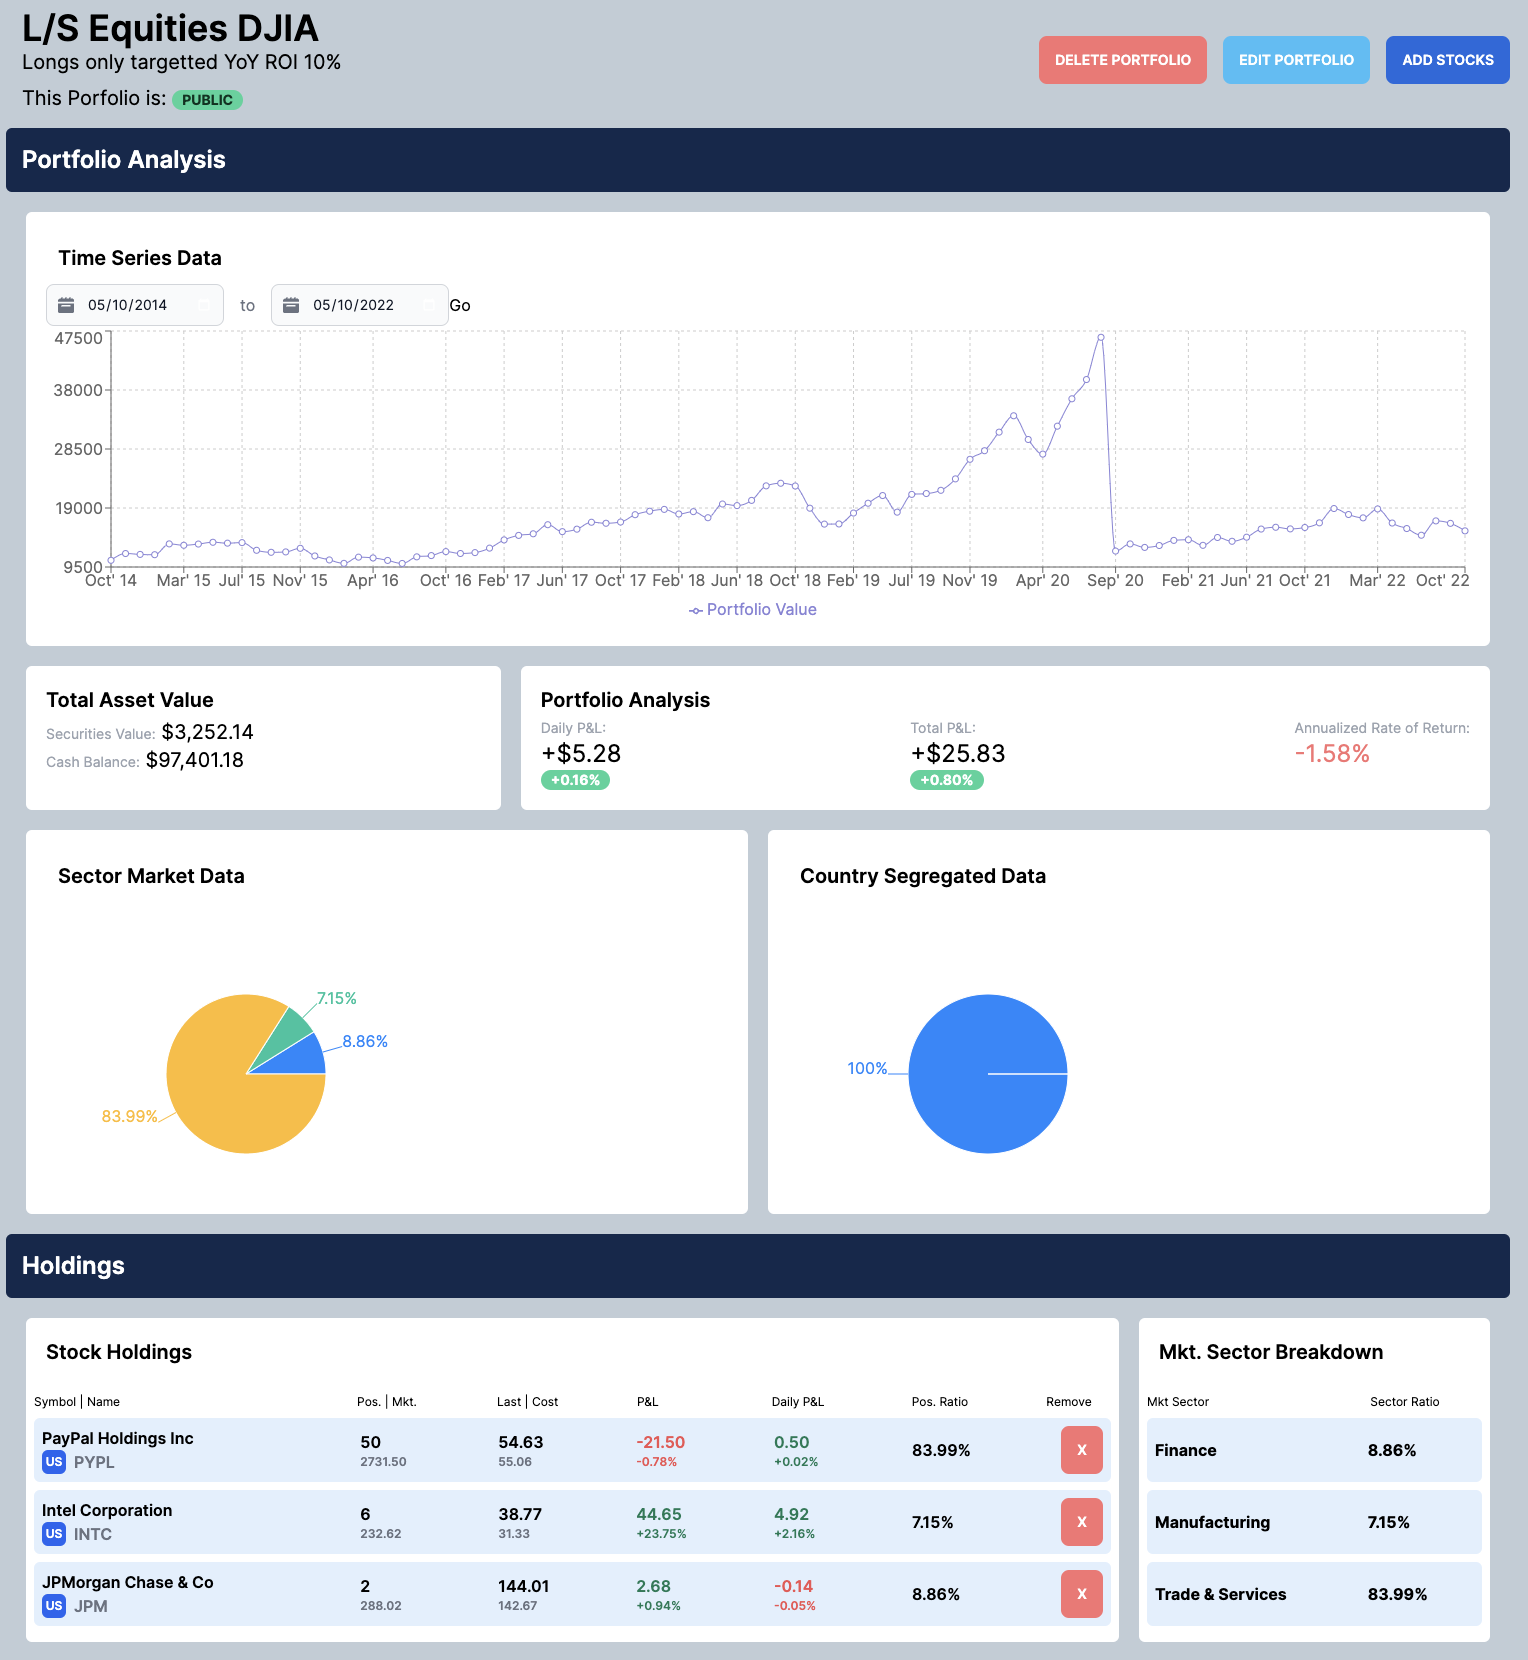 L/S Equities DJIA
Longs only targetted YoY ROI 10%
This Porfolio is: PUBLIC
DELETE PORTFOLIO
EDIT PORTFOLIO
ADD STOCKS
Portfolio Analysis
Time Series Data
05/10/2014 to 05/10/2022 Go
47500
38000
28500
19000
9500
Oct' 14 Mar' 15 Jul' 15 Nov' 15 Apr' 16 Oct' 16 Feb' 17 Jun' 17 Oct' 17 Feb' 18 Jun' 18 Oct' 18 Feb' 19 Jul' 19 Nov' 19 Apr' 20 Sep' 20 Feb' 21 Jun' 21 Oct' 21 Mar' 22 Oct' 22
Portfolio Value
Total Asset Value
Securities Value: $3,252.14
Cash Balance: $97,401.18
Portfolio Analysis
Daily P&L: Total P&L: Annualized Rate of Return:
+$5.28 +$25.83 -1.58%
+0.16% +0.80%
Sector Market Data
7.15%
8.86%
83.99%
Country Segregated Data
100%
Holdings
Stock Holdings
Symbol | Name Pos. | Mkt. Last | Cost P&L Daily P&L Pos. Ratio Remove
PayPal Holdings Inc 50 54.63 -21.50 0.50 83.99% X
US PYPL 2731.50 55.06 -0.78% +0.02%
Intel Corporation 6 38.77 44.65 4.92 7.15% X
US INTC 232.62 31.33 +23.75% +2.16%
JPMorgan Chase & Co 2 144.01 2.68 -0.14 8.86% X
US JPM 288.02 142.67 +0.94% -0.05%
Mkt. Sector Breakdown
Mkt Sector Sector Ratio
Finance 8.86%
Manufacturing 7.15%
Trade & Services 83.99%